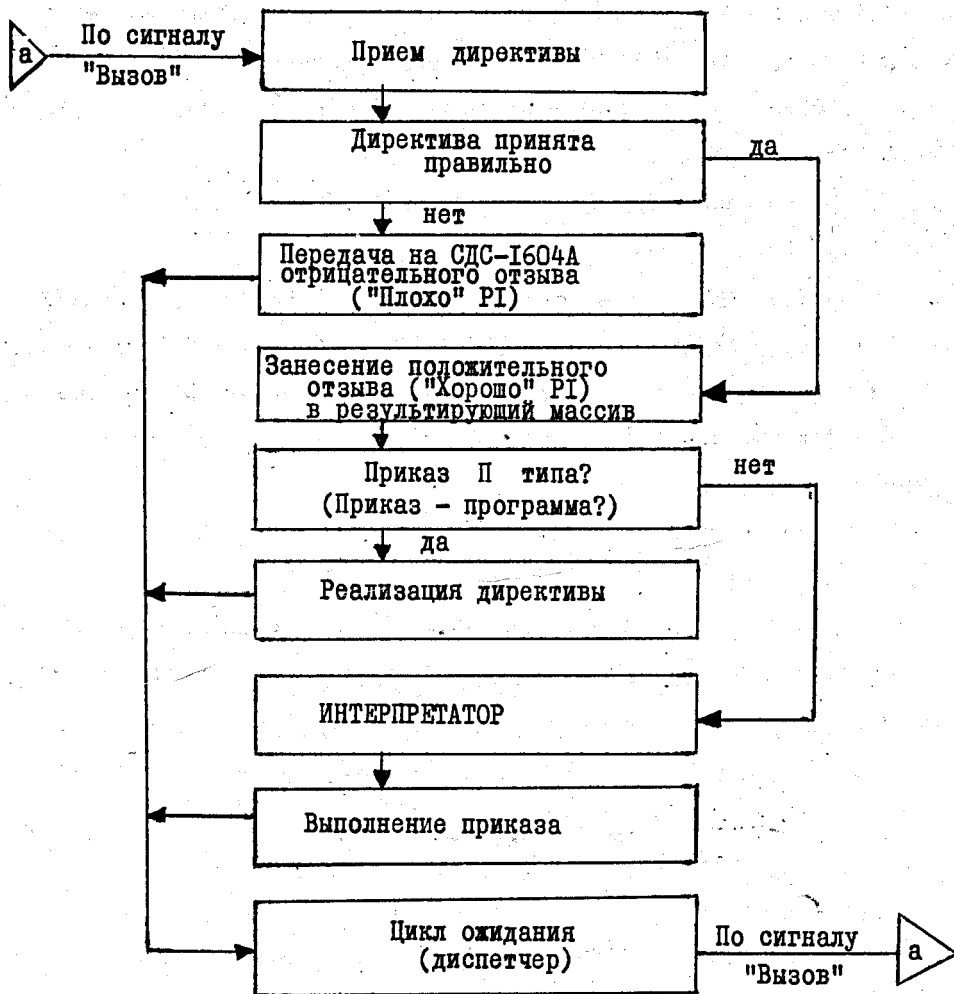 а
По сигналу
"Вызов"
Прием директивы
Директива принята
правильно
да
нет
Передача на СДС-I604А
отрицательного отзыва
("Плохо" PI)
Занесение положительного
отзыва ("Хорошо" PI)
в результирующий массив
Приказ П типа?
(Приказ – программа?)
нет
да
Реализация директивы
ИНТЕРПРЕТАТОР
Выполнение приказа
Цикл ожидания
(диспетчер)
По сигналу
"Вызов"
а